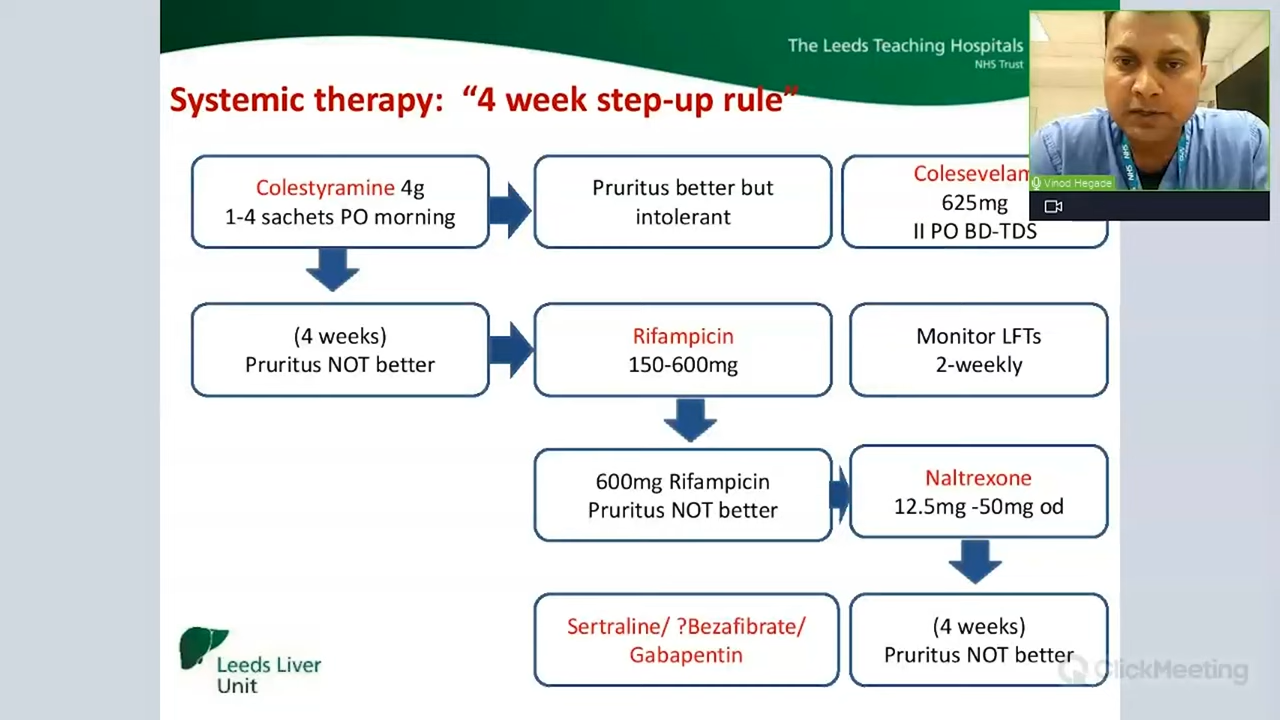 The Leeds Teaching Hospitals
NHS Trust
Systemic therapy: “4 week step-up rule”
Colestyramine 4g
1-4 sachets PO morning
Pruritus better but
intolerant
Colesevelam
625mg
II PO BD-TDS
Vinod Hegade
(4 weeks)
Pruritus NOT better
Rifampicin
150-600mg
Monitor LFTs
2-weekly
600mg Rifampicin
Pruritus NOT better
Naltrexone
12.5mg -50mg od
Sertraline/ ?Bezafibrate/
Gabapentin
(4 weeks)
Pruritus NOT better
Leeds Liver
Unit
ClickMeeting
NHS
NHS